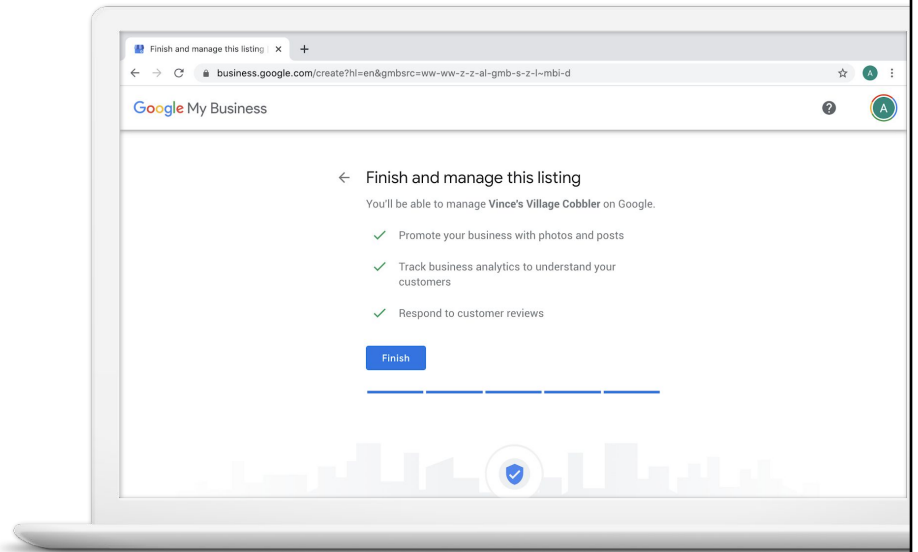 Finish and manage this listing
business.google.com/create?hl=en&gmbsrc=ww-ww-z-z-al-gmb-s-z-l~mbi-d
A
Google My Business
A
Finish and manage this listing
You'll be able to manage Vince's Village Cobbler on Google.
Promote your business with photos and posts
Track business analytics to understand your
customers
Respond to customer reviews
Finish